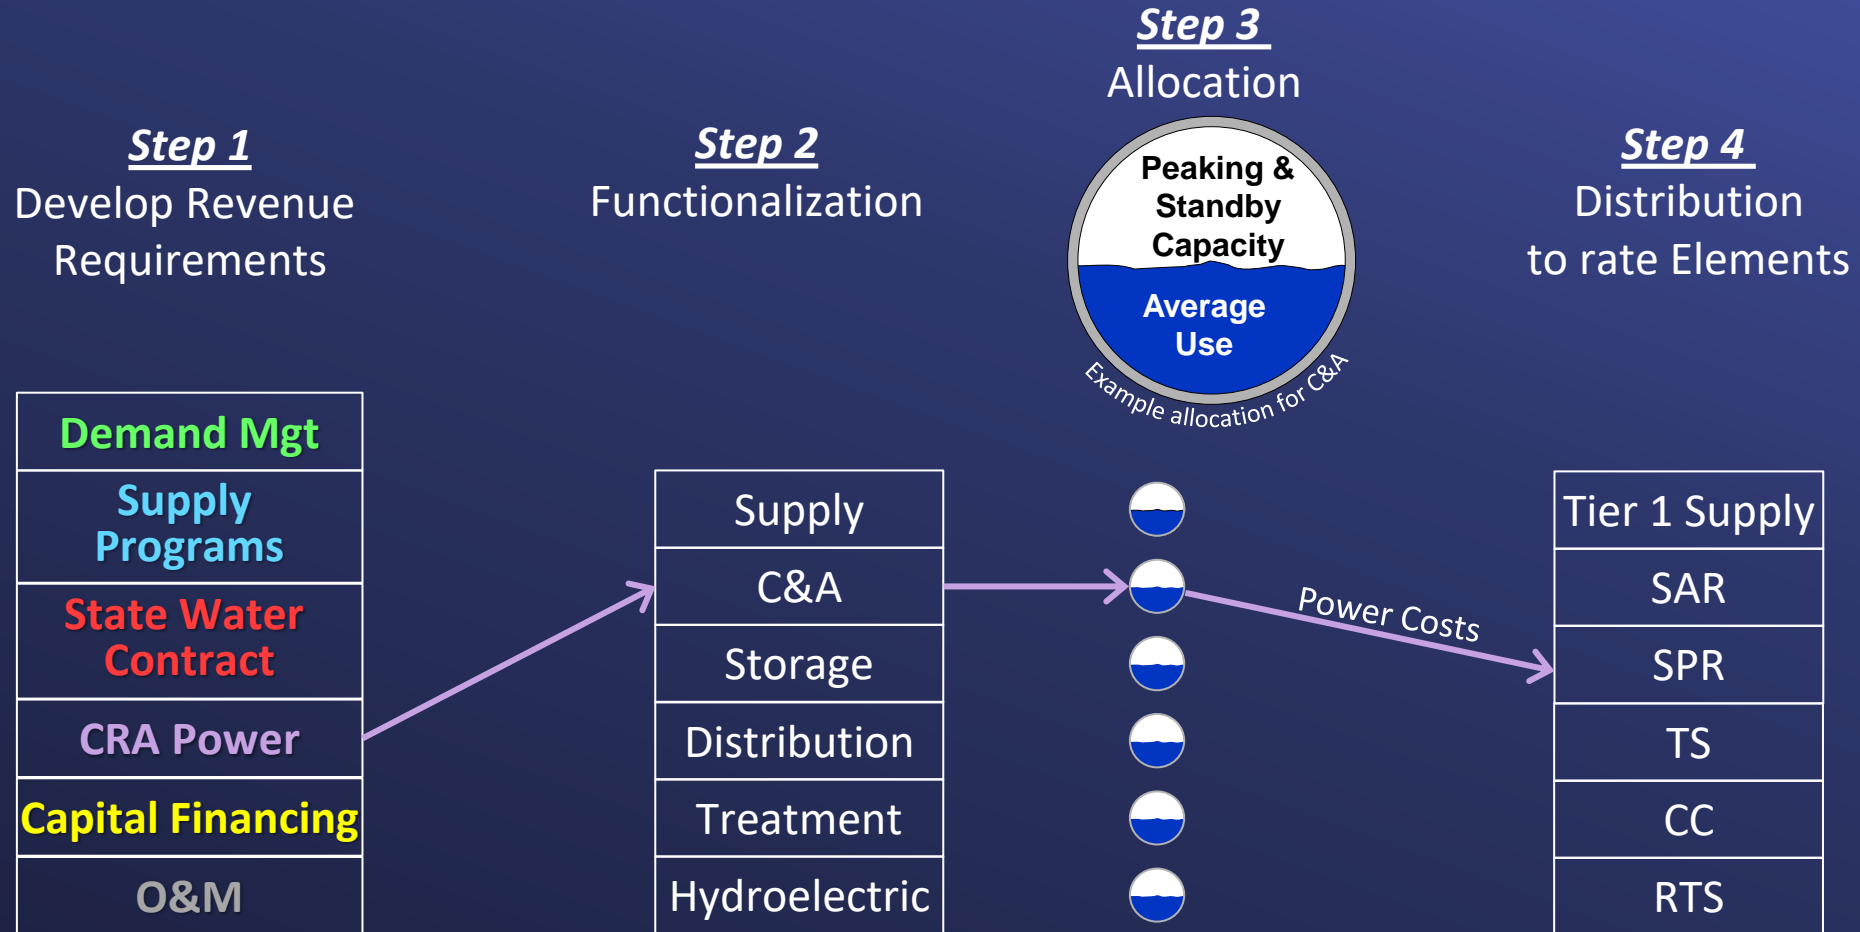 Step 1
Develop Revenue
Requirements
Demand Mgt
Supply
Programs
State Water
Contract
CRA Power
Capital Financing
O&M
Step 2
Functionalization
Supply
C&A
Storage
Distribution
Treatment
Hydroelectric
Step 3
Allocation
Peaking &
Standby
Capacity
Average
Use
Example allocation for C&A
Power Costs
Step 4
Distribution
to rate Elements
Tier 1 Supply
SAR
SPR
TS
CC
RTS